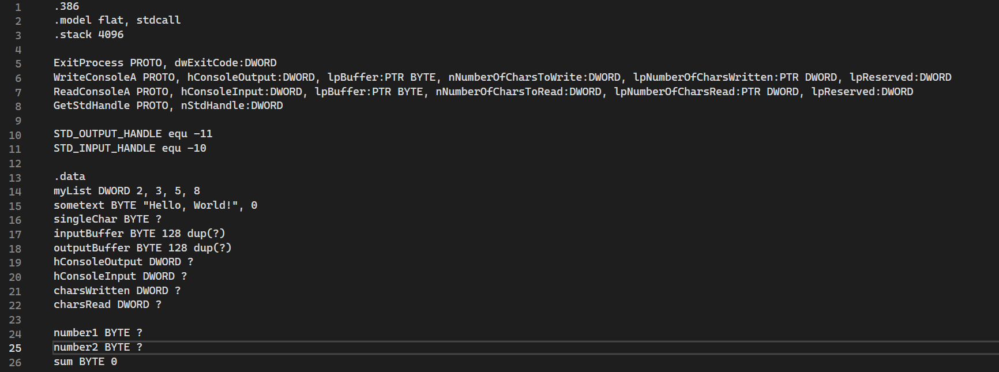 1 .386
2 .model flat, stdcall
3 .stack 4096
4
5 ExitProcess PROTO, dwExitCode:DWORD
6 WriteConsoleA PROTO, hConsoleOutput:DWORD, lpBuffer:PTR BYTE, nNumberOfCharsToWrite:DWORD, lpNumberOfCharsWritten:PTR DWORD, lpReserved:DWORD
7 ReadConsoleA PROTO, hConsoleInput:DWORD, lpBuffer:PTR BYTE, nNumberOfCharsToRead:DWORD, lpNumberOfCharsRead:PTR DWORD, lpReserved:DWORD
8 GetStdHandle PROTO, nStdHandle:DWORD
9
10 STD_OUTPUT_HANDLE equ -11
11 STD_INPUT_HANDLE equ -10
12
13 .data
14 myList DWORD 2, 3, 5, 8
15 sometext BYTE "Hello, World!", 0
16 singleChar BYTE ?
17 inputBuffer BYTE 128 dup(?)
18 outputBuffer BYTE 128 dup(?)
19 hConsoleOutput DWORD ?
20 hConsoleInput DWORD ?
21 charsWritten DWORD ?
22 charsRead DWORD ?
23
24 number1 BYTE ?
25 number2 BYTE ?
26 sum BYTE 0